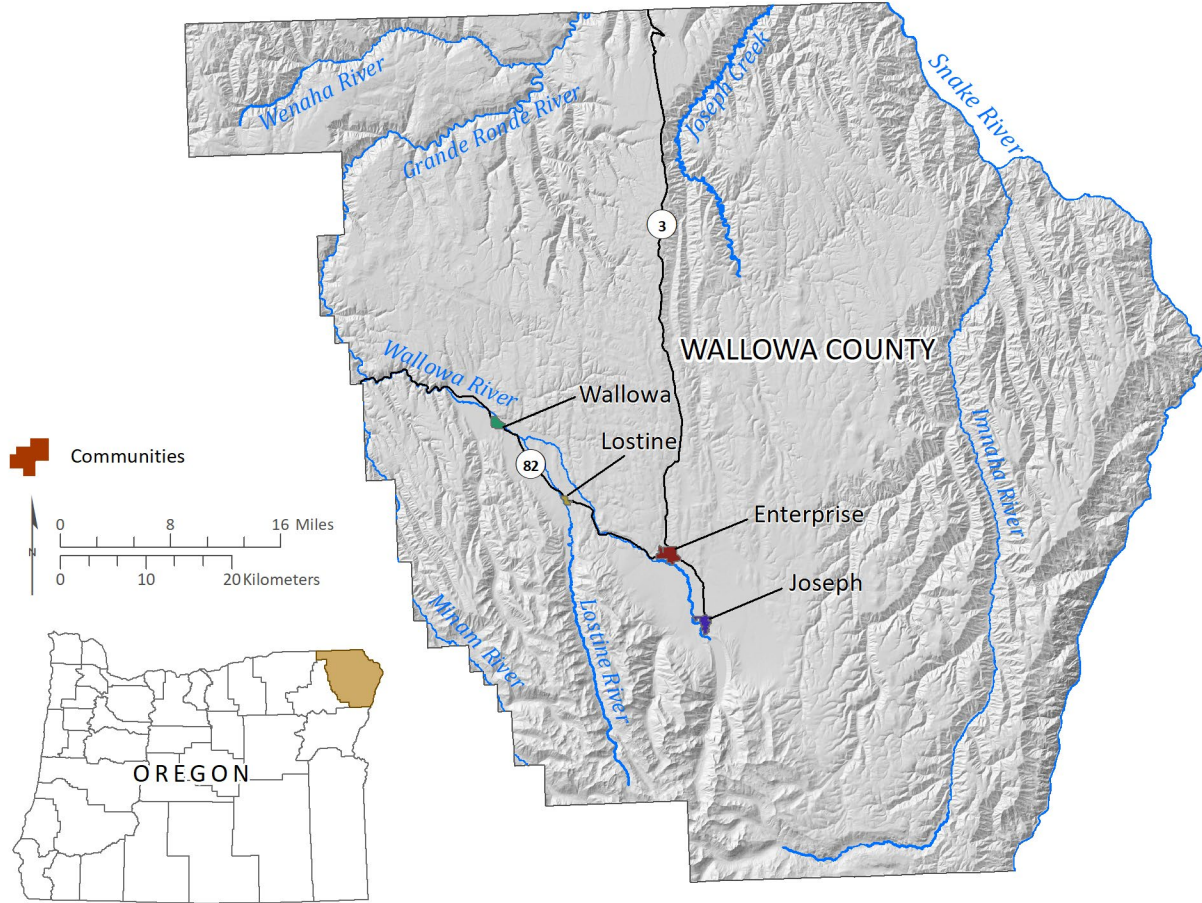 Wenaha River
Grande Ronde River
Joseph Creek
Snake River
3
WALLOWA COUNTY
Wallowa River
Wallowa
Lostine
82
Imnaha River
Enterprise
Joseph
Minam River
Lostine River
Communities
N
0 8 16 Miles
0 10 20 Kilometers
OREGON